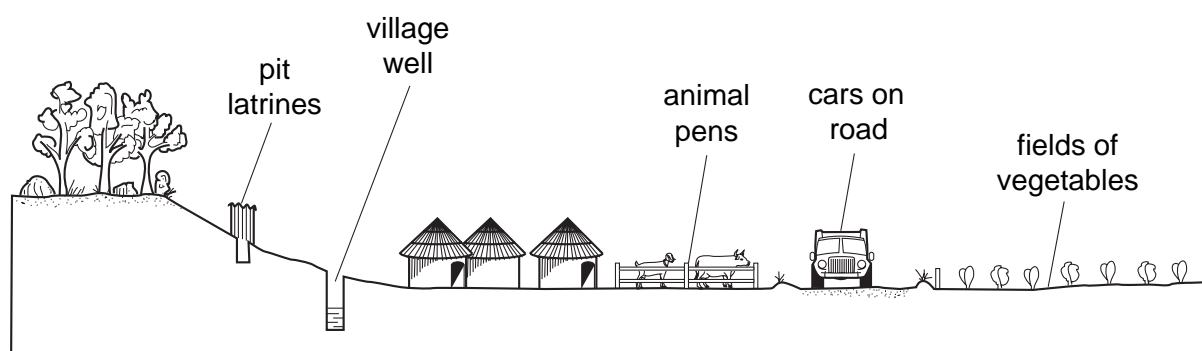 pit
latrines
village
well
animal
pens
cars on
road
fields of
vegetables